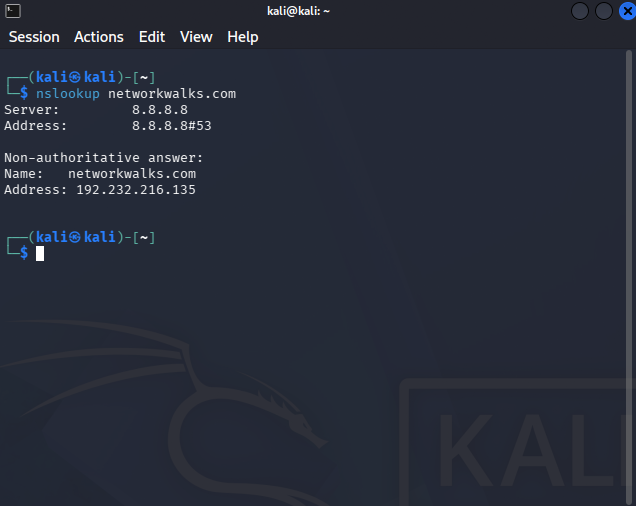 kali@kali: ~
Session Actions Edit View Help
┌──(kali㉿kali)-[~]
└─$ nslookup networkwalks.com
Server: 8.8.8.8
Address: 8.8.8.8#53
Non-authoritative answer:
Name: networkwalks.com
Address: 192.232.216.135
┌──(kali㉿kali)-[~]
└─$
KALI